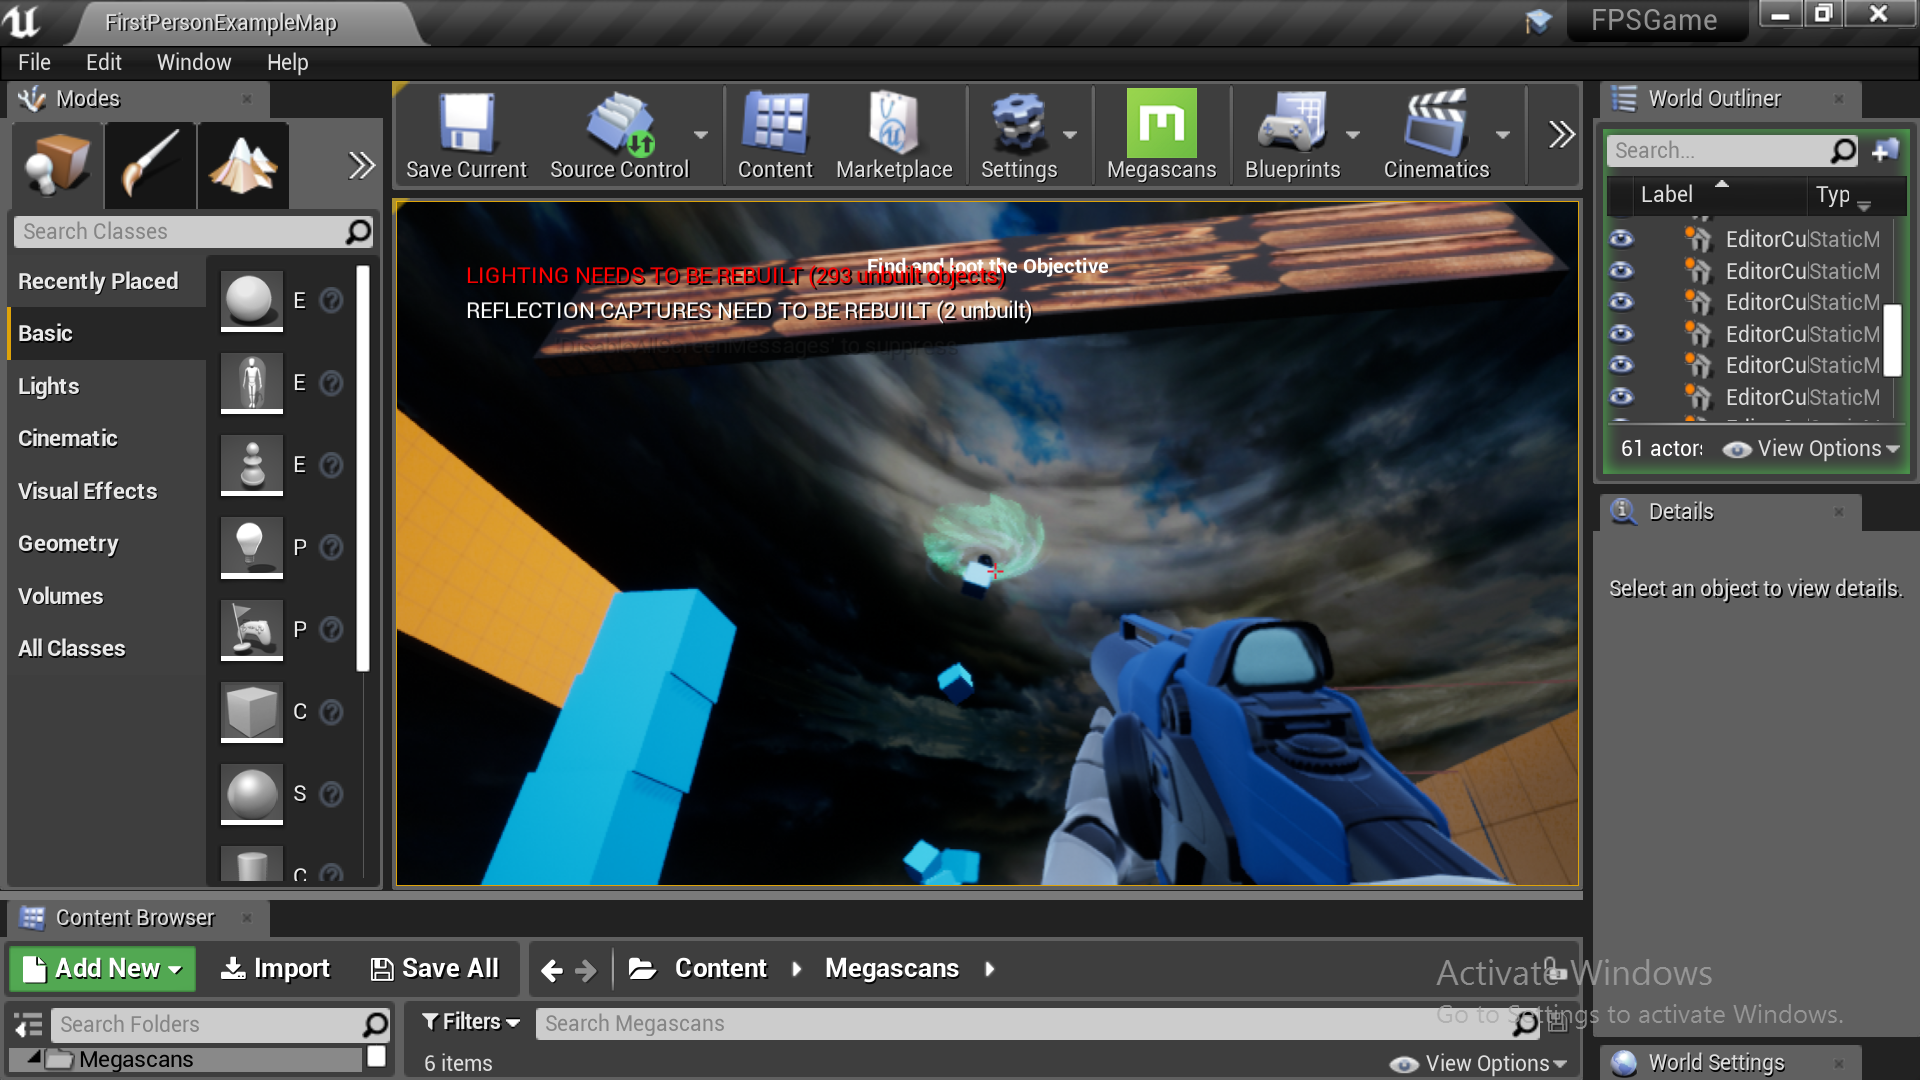 FirstPersonExampleMap
FPSGame
File Edit Window Help
Modes
Search Classes
Recently Placed
Basic
Lights
Cinematic
Visual Effects
Geometry
Volumes
All Classes
E
E
E
P
P
C
S
C
Save Current
Source Control
Content
Marketplace
Settings
Megascans
Blueprints
Cinematics
Find and loot the Objective
LIGHTING NEEDS TO BE REBUILT (293 unbuilt objects)
REFLECTION CAPTURES NEED TO BE REBUILT (2 unbuilt)
'DisableAllScreenMessages' to suppress
World Outliner
Search...
Label Typ
EditorCu StaticM
EditorCu StaticM
EditorCu StaticM
EditorCu StaticM
EditorCu StaticM
EditorCu StaticM
61 actors View Options
Details
Select an object to view details.
Content Browser
Add New Import Save All Content Megascans
Search Folders
Megascans
Filters Search Megascans
6 items View Options
Activate Windows
Go to Settings to activate Windows.
World Settings